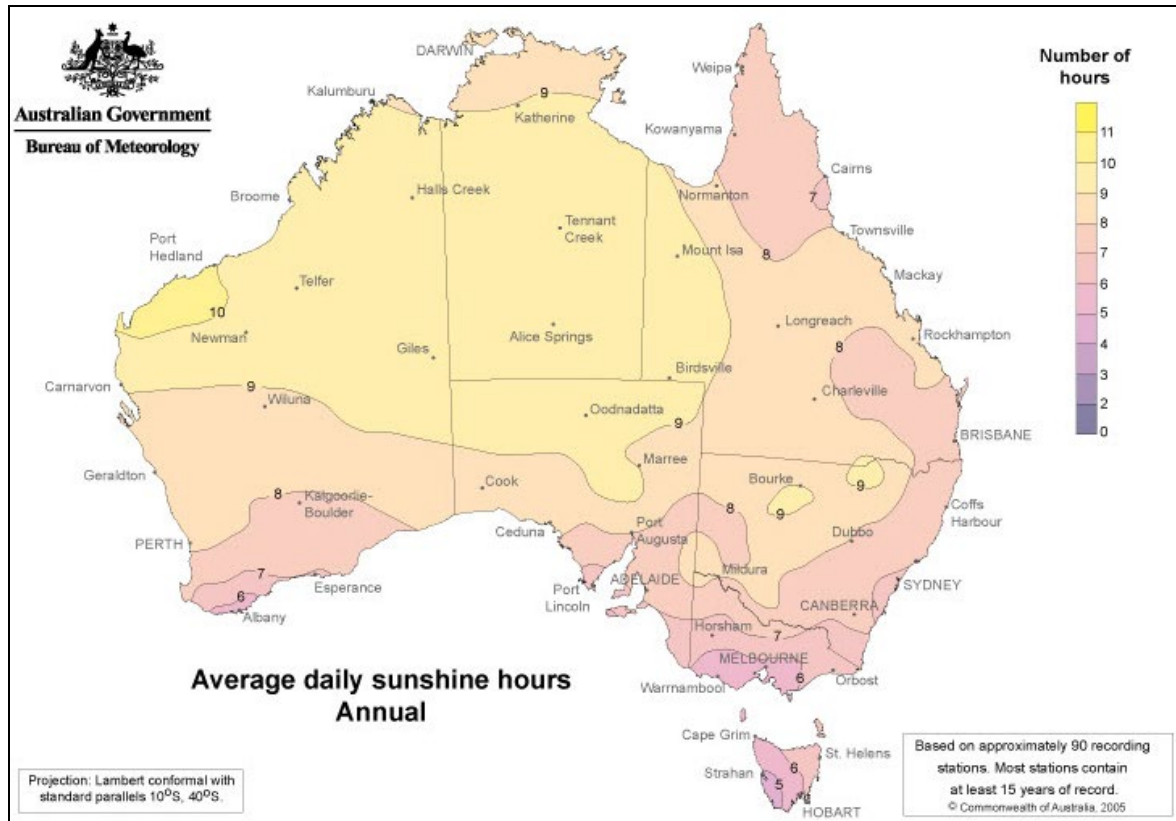 Australian Government
Bureau of Meteorology
Number of
hours
11
10
9
8
7
6
5
4
3
2
0
DARWIN
Weipa
Kalumburu
9
Katherine
Kowanyama
Cairns
Broome
Halls Creek
Normanton
7
Port
Hedland
Tennant
Creek
Mount Isa
8
Townsville
Telfer
Mackay
10
Newman
Alice Springs
Longreach
Rockhampton
Giles
8
Carnarvon
9
Wiluna
Birdsville
Charleville
Oodnadatta
9
BRISBANE
Geraldton
Marree
Bourke
9
8
Kalgoorlie-
Boulder
Cook
9
Coffs
Harbour
PERTH
Ceduna
Port
Augusta
8
Dubbo
7
Esperance
Mildura
6
Albany
Port
Lincoln
ADELAIDE
SYDNEY
CANBERRA
Horsham
7
MELBOURNE
Warrnambool
6
Orbost
Average daily sunshine hours
Annual
Cape Grim
St. Helens
Strahan
6
5
HOBART
Projection: Lambert conformal with
standard parallels 10°S, 40°S.
Based on approximately 90 recording
stations. Most stations contain
at least 15 years of record.
© Commonwealth of Australia, 2005